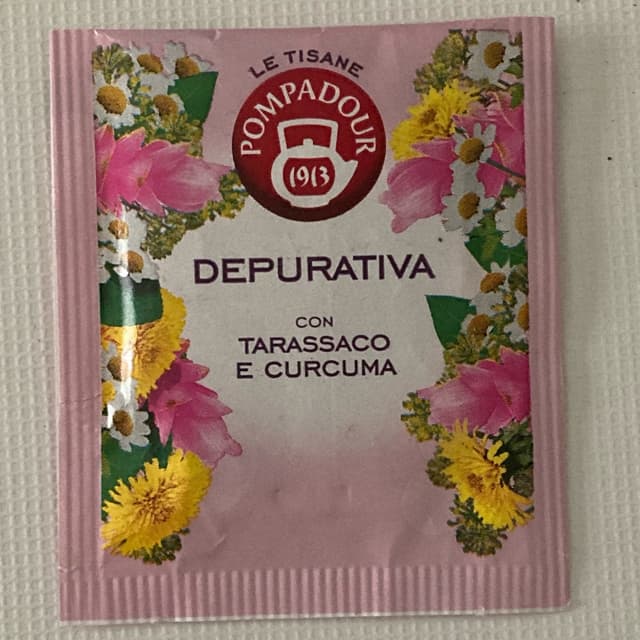 LE TISANE
POMPADOUR
1913
DEPURATIVA
CON
TARASSACO
E CURCUMA